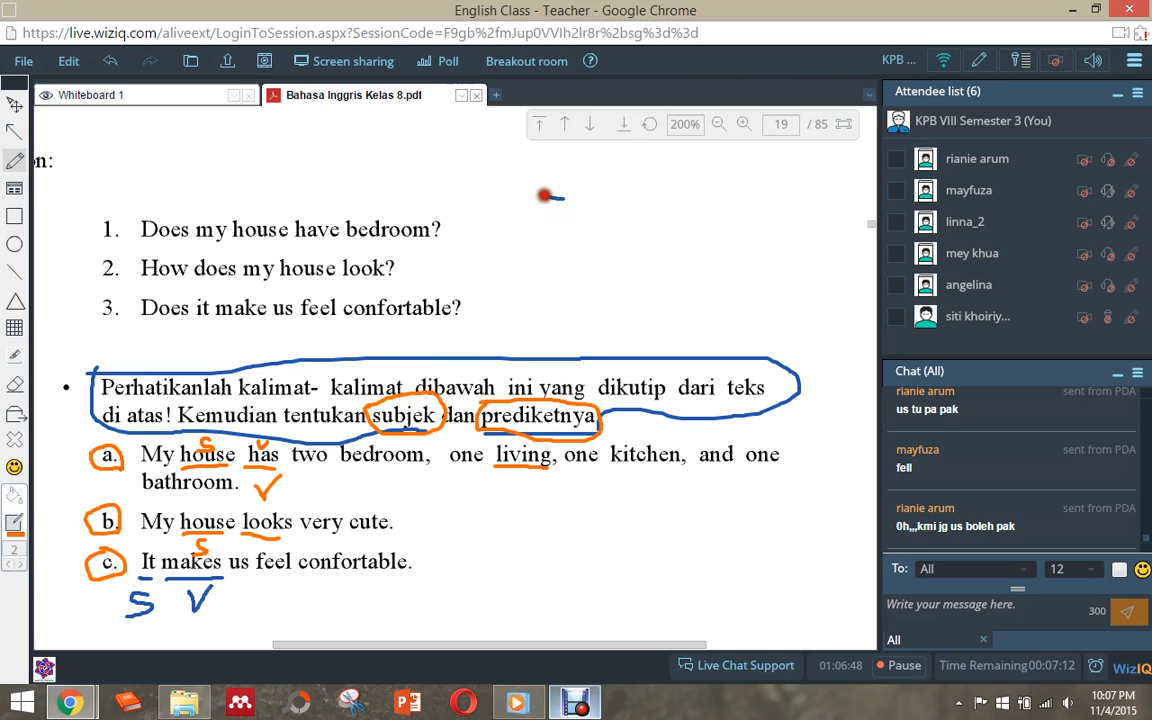 English Class - Teacher - Google Chrome
https://live.wiziq.com/aliveext/LoginToSession.aspx?SessionCode=F9gb%2fmJup0VVIh2lr8r%2bsg%3d%3d
File Edit Screen sharing Poll Breakout room ? KPB ...
Whiteboard 1 Bahasa Inggris Kelas 8.pdf
200% 19 / 85
on:
1. Does my house have bedroom?
2. How does my house look?
3. Does it make us feel confortable?
• Perhatikanlah kalimat- kalimat dibawah ini yang dikutip dari teks
di atas! Kemudian tentukan subjek dan prediketnya
S V
a. My house has two bedroom, one living, one kitchen, and one
bathroom. V
b. My house looks very cute.
S
c. It makes us feel confortable.
S V
2
Attendee list (6)
KPB VIII Semester 3 (You)
rianie arum
mayfuza
linna_2
mey khua
angelina
siti khoiriy...
Chat (All)
rianie arum sent from PDA
us tu pa pak
mayfuza sent from PDA
fell
rianie arum sent from PDA
0h,,,kmi jg us boleh pak
To: All 12
Write your message here. 300
All
Live Chat Support 01:06:48 Pause Time Remaining 00:07:12 WizIQ
10:07 PM
11/4/2015